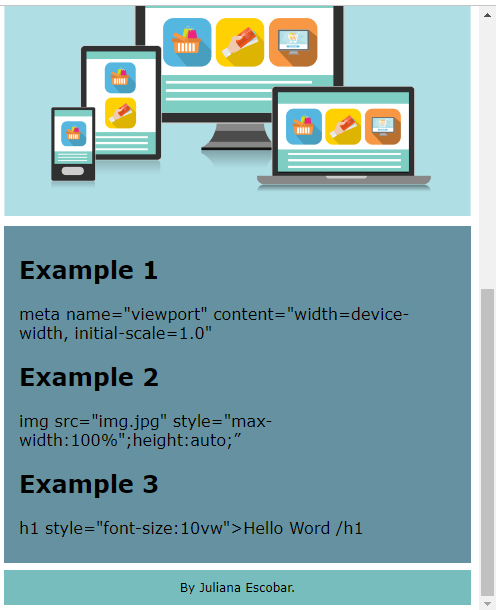 Example 1
meta name="viewport" content="width=device-
width, initial-scale=1.0"
Example 2
img src="img.jpg" style="max-
width:100%";height:auto;”
Example 3
h1 style="font-size:10vw">Hello Word /h1
By Juliana Escobar.